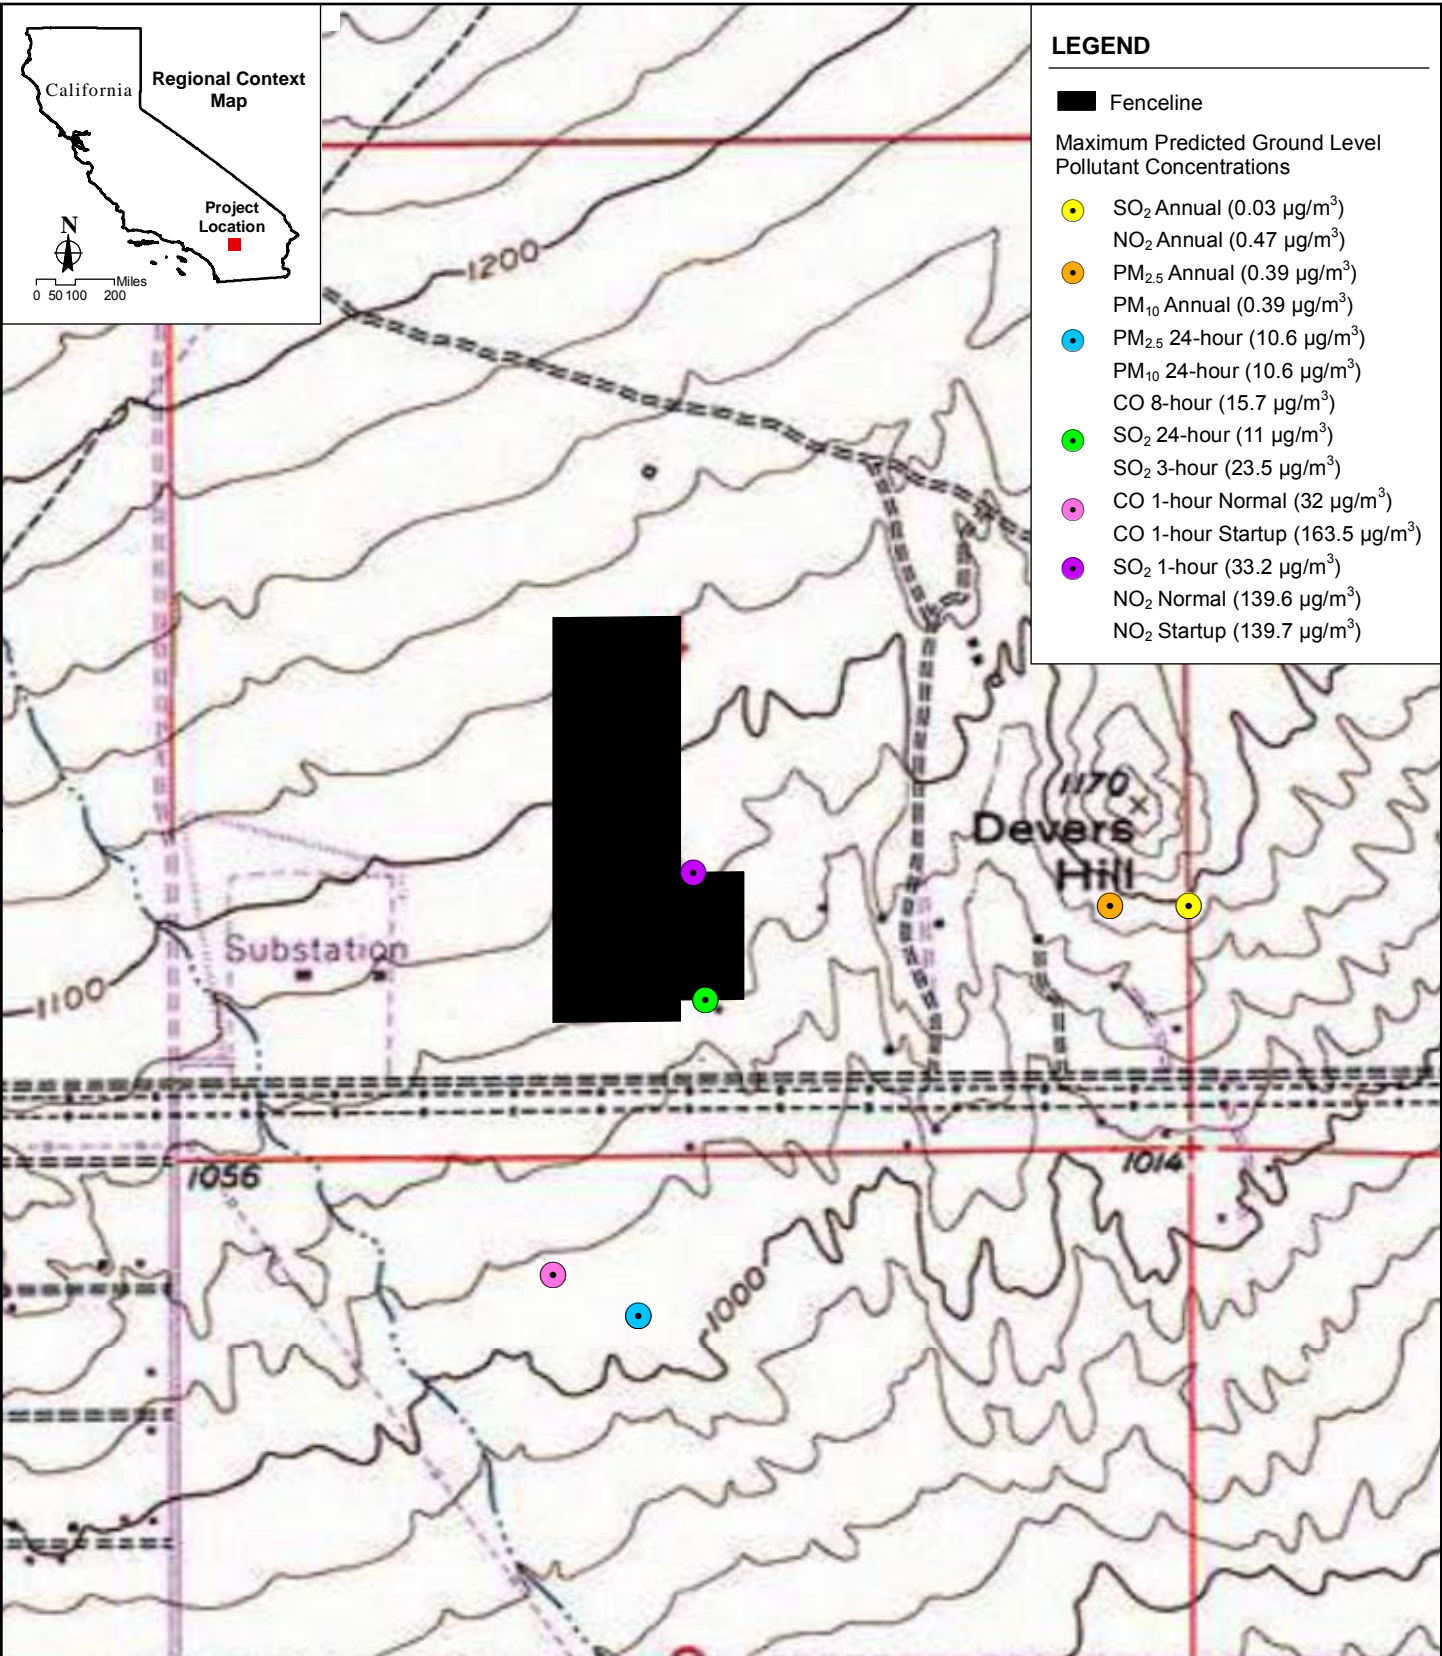 California
Regional Context
Map
Project
Location
N
Miles
0 50 100 200
LEGEND
Fenceline
Maximum Predicted Ground Level
Pollutant Concentrations
SO₂ Annual (0.03 µg/m³)
NO₂ Annual (0.47 µg/m³)
PM₂.₅ Annual (0.39 µg/m³)
PM₁₀ Annual (0.39 µg/m³)
PM₂.₅ 24-hour (10.6 µg/m³)
PM₁₀ 24-hour (10.6 µg/m³)
CO 8-hour (15.7 µg/m³)
SO₂ 24-hour (11 µg/m³)
SO₂ 3-hour (23.5 µg/m³)
CO 1-hour Normal (32 µg/m³)
CO 1-hour Startup (163.5 µg/m³)
SO₂ 1-hour (33.2 µg/m³)
NO₂ Normal (139.6 µg/m³)
NO₂ Startup (139.7 µg/m³)
1200
1170
Devers
Hill
Substation
1100
1056
1014
1000